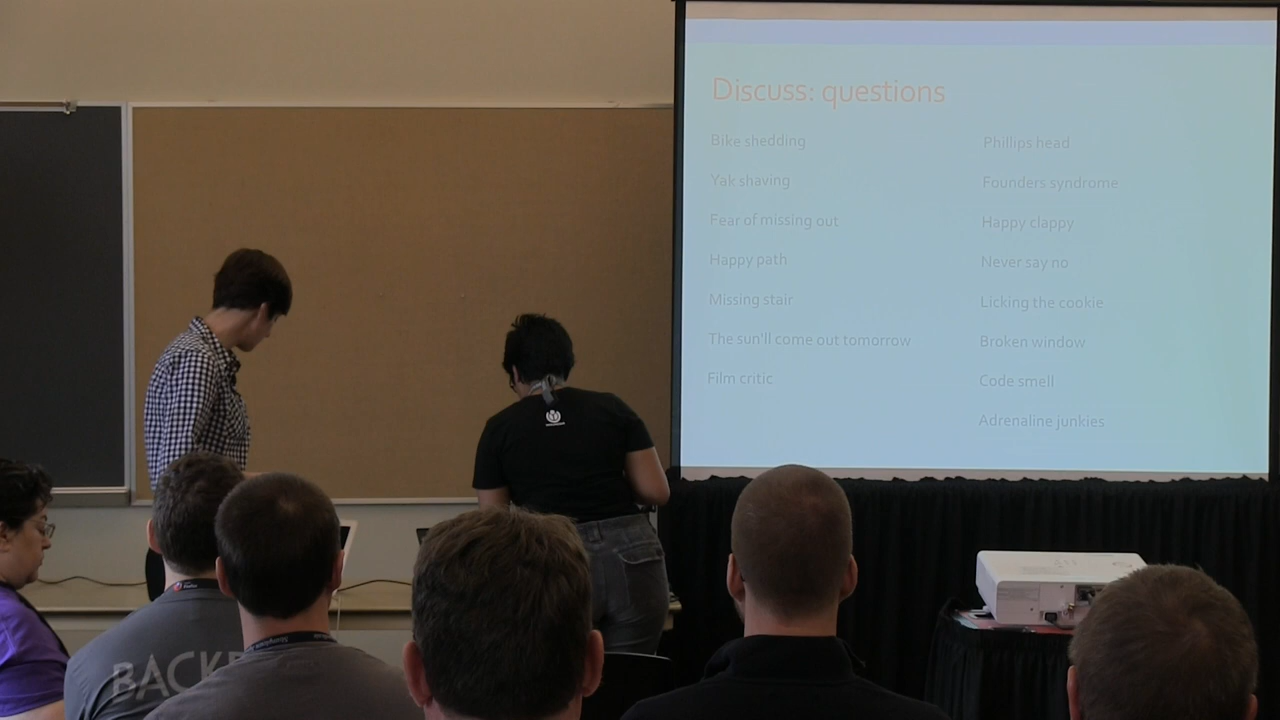 Discuss: questions
Bike shedding
Yak shaving
Fear of missing out
Happy path
Missing stair
The sun'll come out tomorrow
Film critic
Phillips head
Founders syndrome
Happy clappy
Never say no
Licking the cookie
Broken window
Code smell
Adrenaline junkies